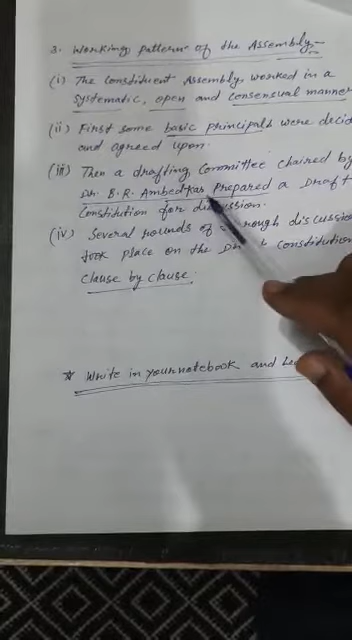 3. Working pattern of the Assembly:-
(i) The Constituent Assembly worked in a
systematic, open and consensual manner
(ii) First some basic principals were decid
and agreed upon.
(iii) Then a drafting Committee chaired by
Dr. B.R. Ambedkar Prepared a Draft
Constitution for discussion.
(iv) Several rounds of rough discussion
took place on the Constitution
Clause by Clause.
* Write in your notebook and